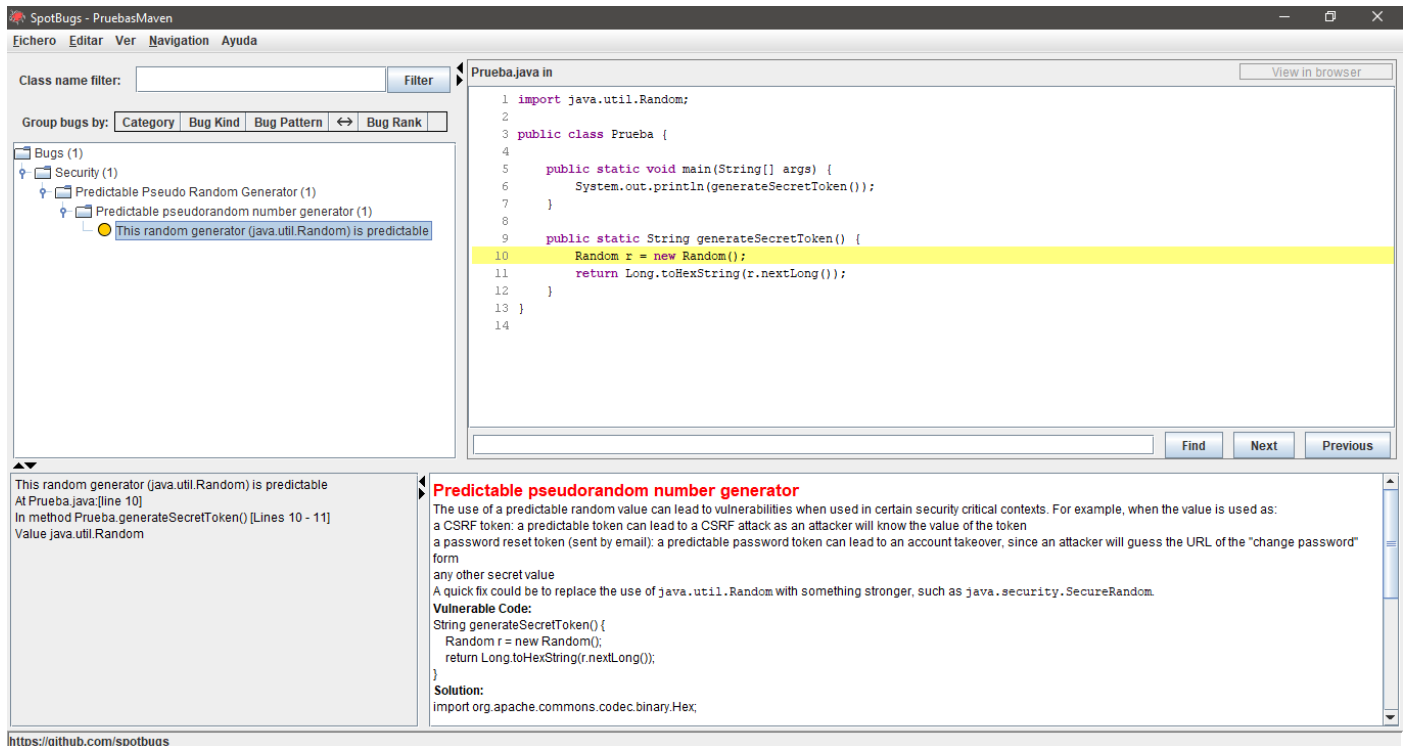 SpotBugs - PruebasMaven
Fichero Editar Ver Navigation Ayuda
Class name filter: Filter
Group bugs by: Category Bug Kind Bug Pattern ↔ Bug Rank
Bugs (1)
Security (1)
Predictable Pseudo Random Generator (1)
Predictable pseudorandom number generator (1)
This random generator (java.util.Random) is predictable
Prueba.java in View in browser
1 import java.util.Random;
2
3 public class Prueba {
4
5 public static void main(String[] args) {
6 System.out.println(generateSecretToken());
7 }
8
9 public static String generateSecretToken() {
10 Random r = new Random();
11 return Long.toHexString(r.nextLong());
12 }
13 }
14
Find Next Previous
This random generator (java.util.Random) is predictable
At Prueba.java:[line 10]
In method Prueba.generateSecretToken() [Lines 10 - 11]
Value java.util.Random
Predictable pseudorandom number generator
The use of a predictable random value can lead to vulnerabilities when used in certain security critical contexts. For example, when the value is used as:
a CSRF token: a predictable token can lead to a CSRF attack as an attacker will know the value of the token
a password reset token (sent by email): a predictable password token can lead to an account takeover, since an attacker will guess the URL of the "change password"
form
any other secret value
A quick fix could be to replace the use of java.util.Random with something stronger, such as java.security.SecureRandom.
Vulnerable Code:
String generateSecretToken() {
Random r = new Random();
return Long.toHexString(r.nextLong());
}
Solution:
import org.apache.commons.codec.binary.Hex;
https://github.com/spotbugs